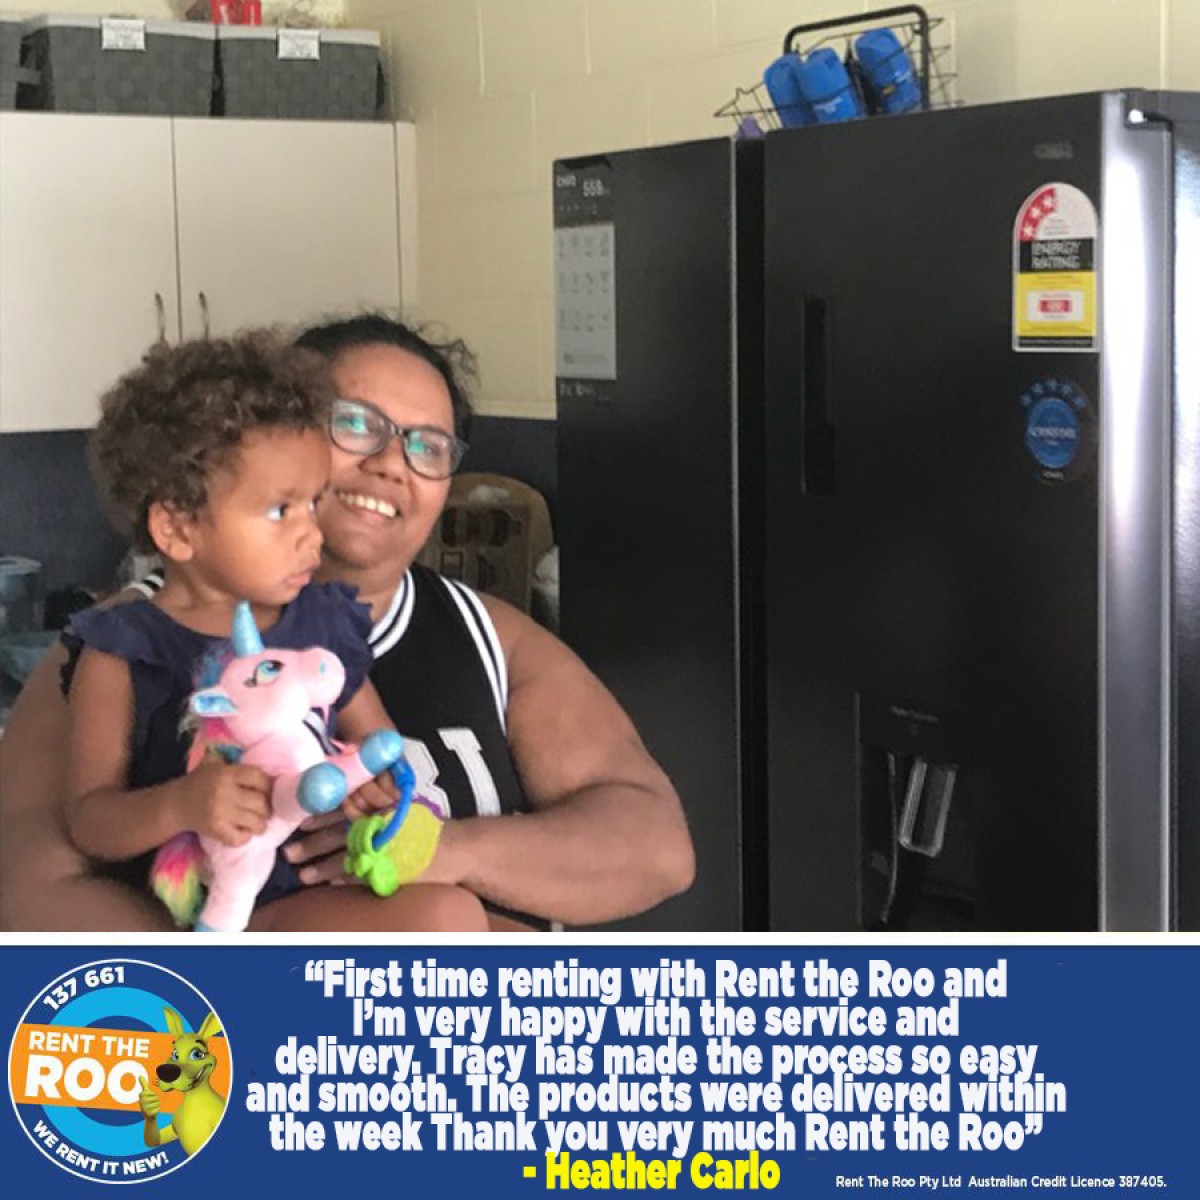 CHiQ
559
ENERGY
RATING
BJ
137 661
RENT THE
ROO
WE RENT IT NEW!
“First time renting with Rent the Roo and
I’m very happy with the service and
delivery. Tracy has made the process so easy
and smooth. The products were delivered within
the week Thank you very much Rent the Roo”
- Heather Carlo
Rent The Roo Pty Ltd Australian Credit Licence 387405.